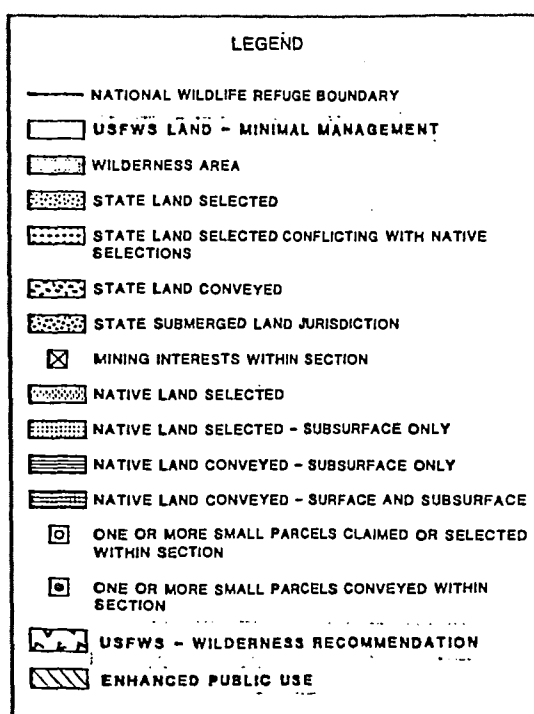 LEGEND
NATIONAL WILDLIFE REFUGE BOUNDARY
USFWS LAND - MINIMAL MANAGEMENT
WILDERNESS AREA
STATE LAND SELECTED
STATE LAND SELECTED CONFLICTING WITH NATIVE
SELECTIONS
STATE LAND CONVEYED
STATE SUBMERGED LAND JURISDICTION
MINING INTERESTS WITHIN SECTION
NATIVE LAND SELECTED
NATIVE LAND SELECTED - SUBSURFACE ONLY
NATIVE LAND CONVEYED - SUBSURFACE ONLY
NATIVE LAND CONVEYED - SURFACE AND SUBSURFACE
ONE OR MORE SMALL PARCELS CLAIMED OR SELECTED
WITHIN SECTION
ONE OR MORE SMALL PARCELS CONVEYED WITHIN
SECTION
USFWS - WILDERNESS RECOMMENDATION
ENHANCED PUBLIC USE